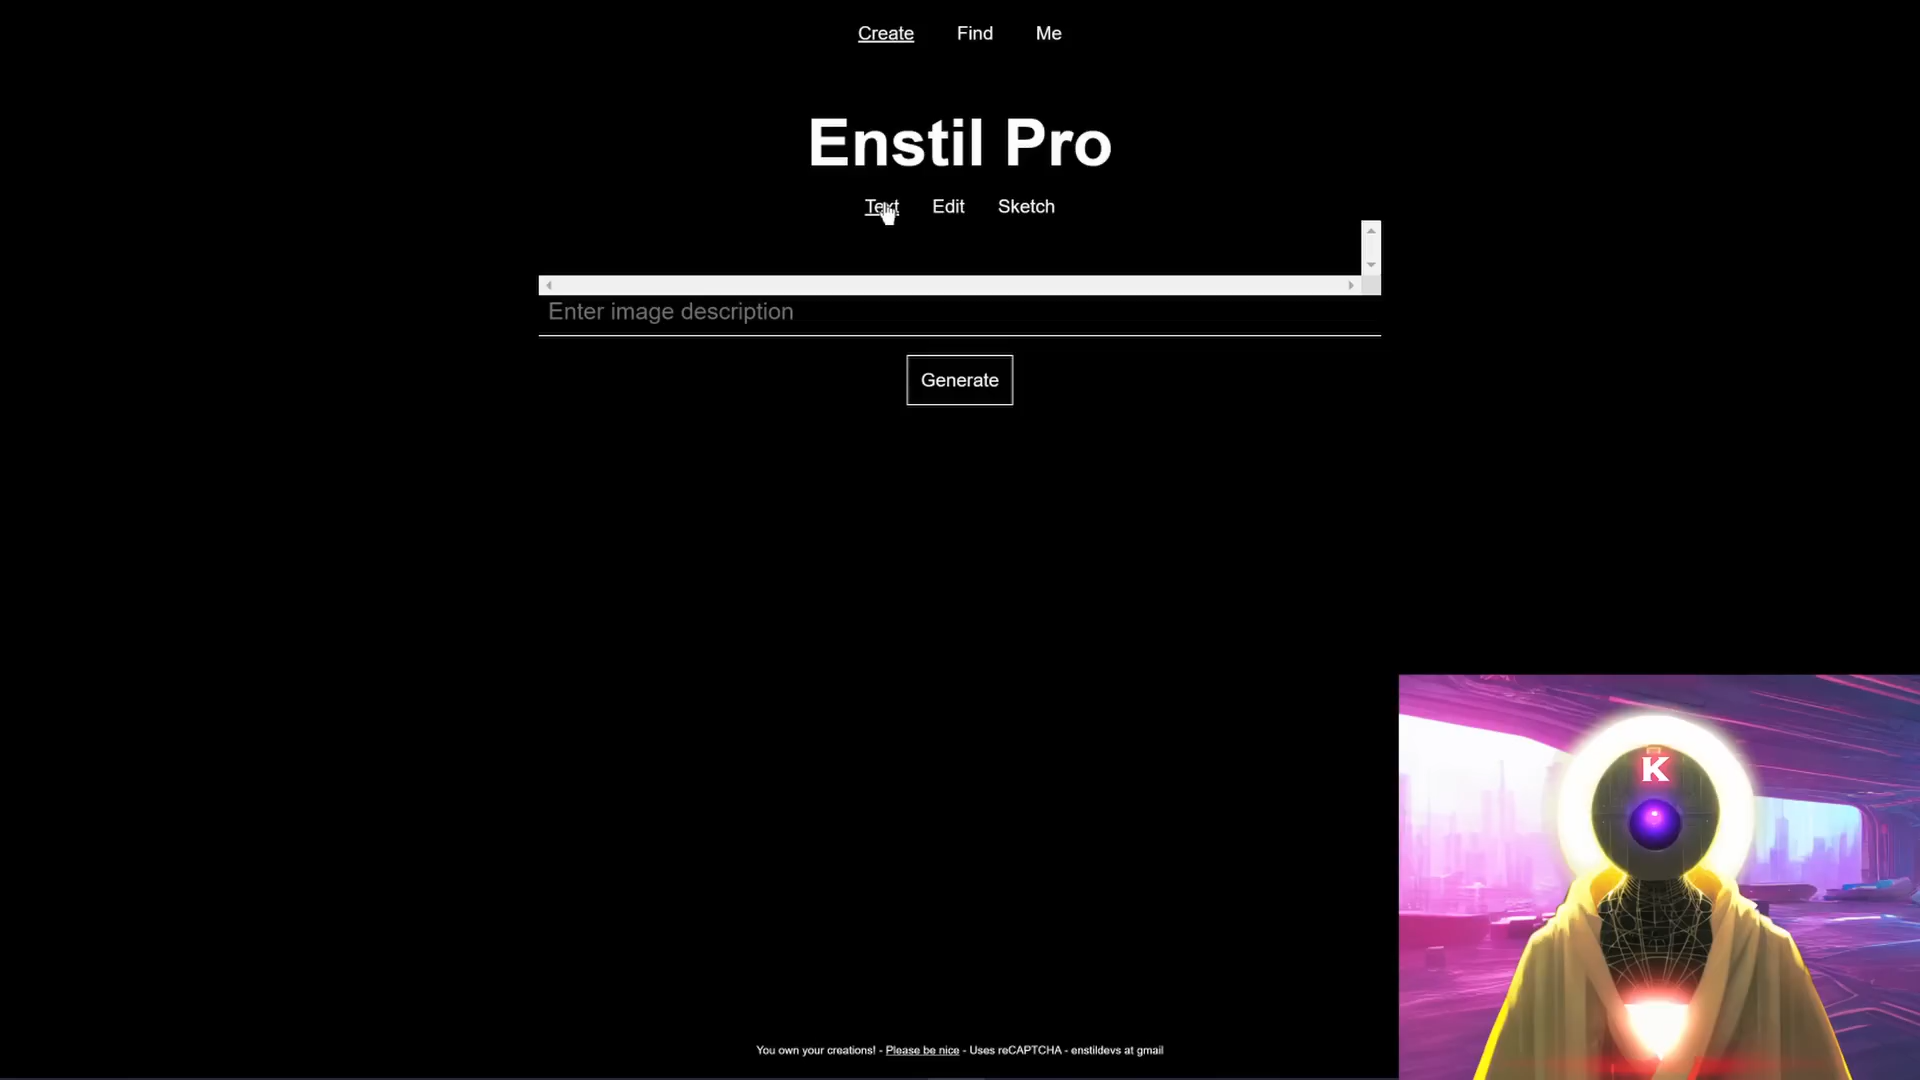 Create Find Me
Enstil Pro
Text Edit Sketch
Enter image description
Generate
K
You own your creations! - Please be nice - Uses reCAPTCHA - enstildevs at gmail